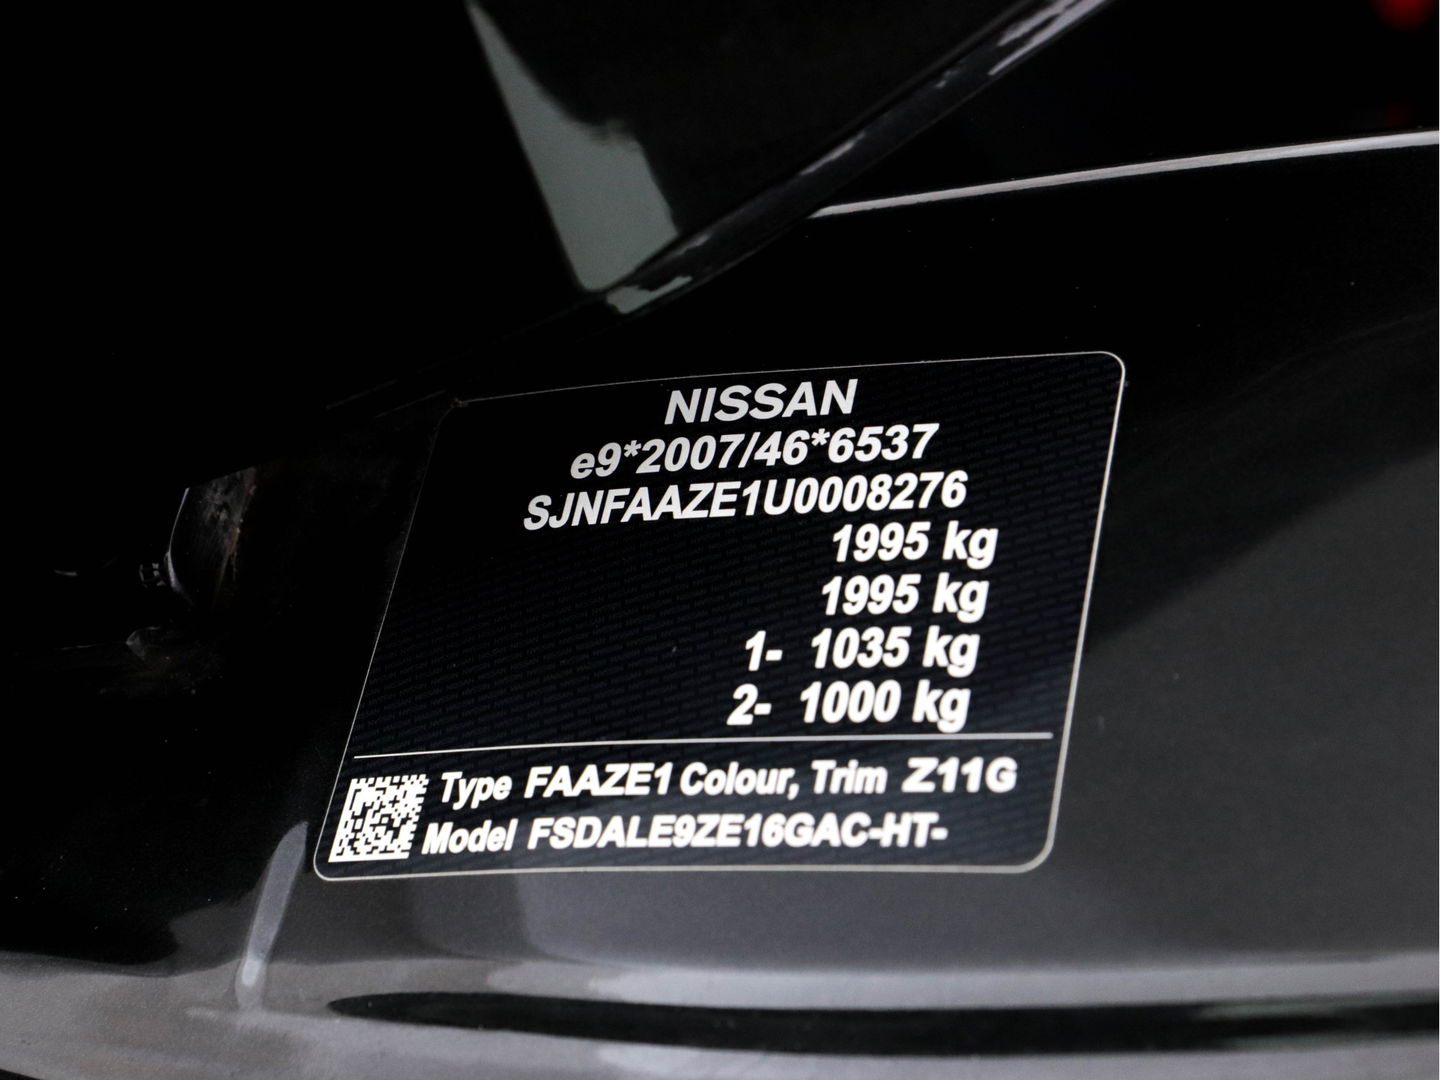 NISSAN
e9*2007/46*6537
SJNFAAZE1U0008276
1995 kg
1995 kg
1- 1035 kg
2- 1000 kg
Type FAAZE1 Colour, Trim Z11G
Model FSDALE9ZE16GAC-HT-